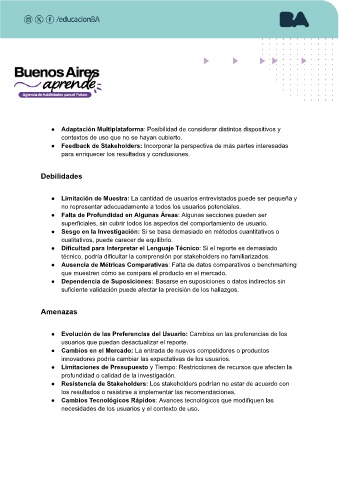 /educacionBA
BA
Buenos Aires
aprende
Agencia de Habilidades para el Futuro
● Adaptación Multiplataforma: Posibilidad de considerar distintos dispositivos y
contextos de uso que no se hayan cubierto.
● Feedback de Stakeholders: Incorporar la perspectiva de más partes interesadas
para enriquecer los resultados y conclusiones.
Debilidades
● Limitación de Muestra: La cantidad de usuarios entrevistados puede ser pequeña y
no representar adecuadamente a todos los usuarios potenciales.
● Falta de Profundidad en Algunas Áreas: Algunas secciones pueden ser
superficiales, sin cubrir todos los aspectos del comportamiento de usuario.
● Sesgo en la Investigación: Si se basa demasiado en métodos cuantitativos o
cualitativos, puede carecer de equilibrio.
● Dificultad para Interpretar el Lenguaje Técnico: Si el reporte es demasiado
técnico, podría dificultar la comprensión por stakeholders no familiarizados.
● Ausencia de Métricas Comparativas: Falta de datos comparativos o benchmarking
que muestren cómo se compara el producto en el mercado.
● Dependencia de Suposiciones: Basarse en suposiciones o datos indirectos sin
suficiente validación puede afectar la precisión de los hallazgos.
Amenazas
● Evolución de las Preferencias del Usuario: Cambios en las preferencias de los
usuarios que puedan desactualizar el reporte.
● Cambios en el Mercado: La entrada de nuevos competidores o productos
innovadores podría cambiar las expectativas de los usuarios.
● Limitaciones de Presupuesto y Tiempo: Restricciones de recursos que afecten la
profundidad o calidad de la investigación.
● Resistencia de Stakeholders: Los stakeholders podrían no estar de acuerdo con
los resultados o resistirse a implementar las recomendaciones.
● Cambios Tecnológicos Rápidos: Avances tecnológicos que modifiquen las
necesidades de los usuarios y el contexto de uso.